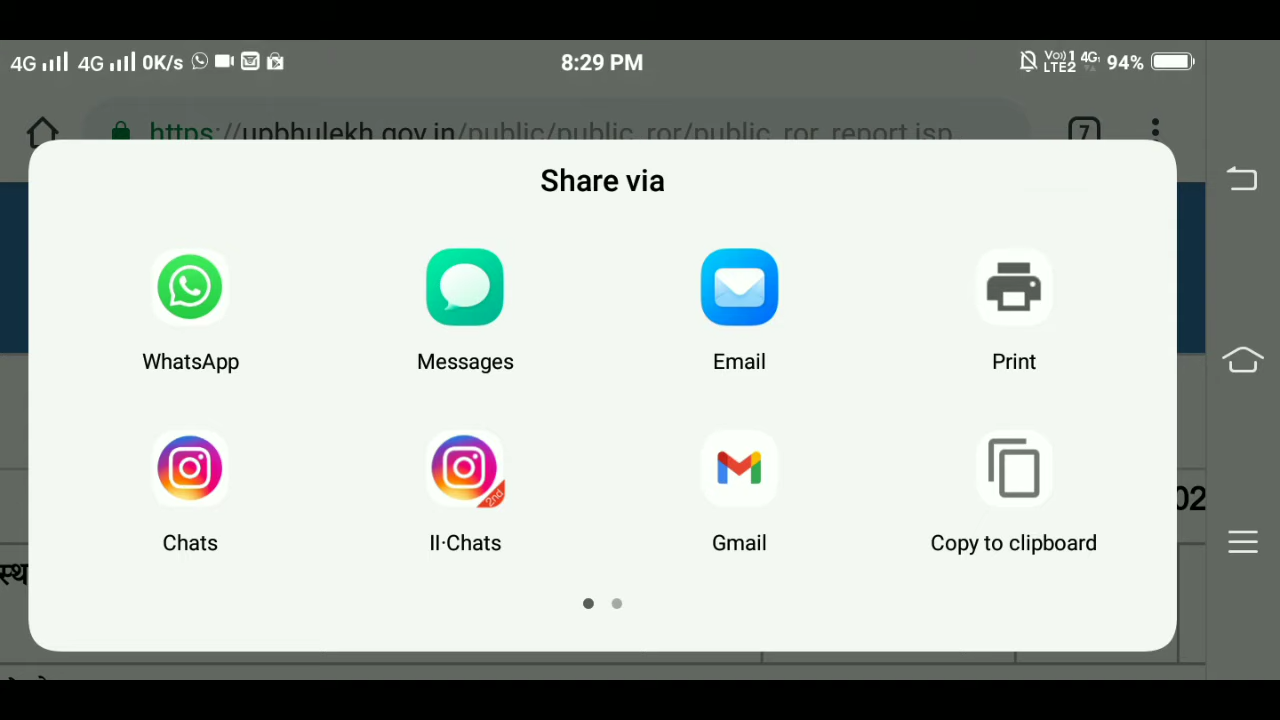 4G 4G 0K/s 8:29 PM VoI) 1 LTE2 4G 94%
https://upbhulekh.gov.in/public/public_ror/public_ror_report.jsp 7
Share via
WhatsApp Messages Email Print
2nd
Chats II·Chats Gmail Copy to clipboard
02
स्थ